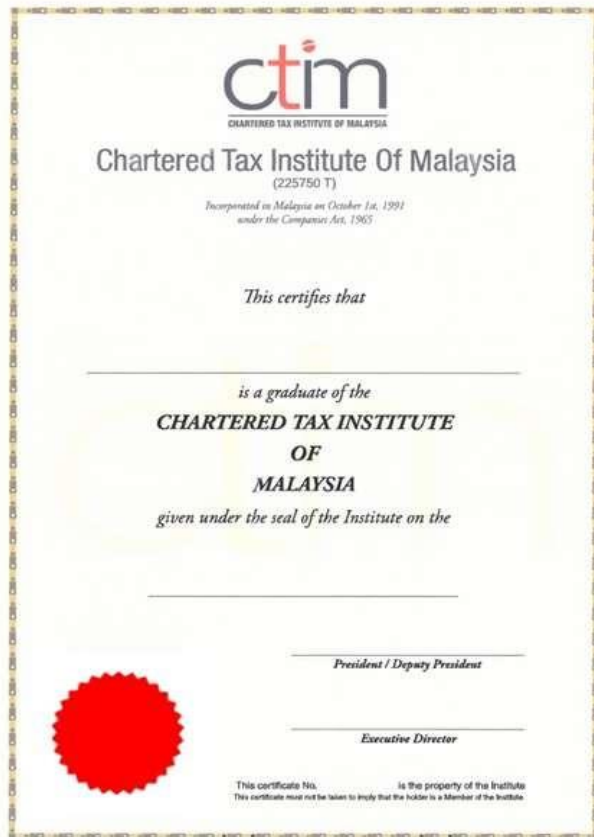 ctim
CHARTERED TAX INSTITUTE OF MALAYSIA
Chartered Tax Institute Of Malaysia
(225750 T)
Incorporated in Malaysia on October 1st, 1991
under the Companies Act, 1965
This certifies that
is a graduate of the
CHARTERED TAX INSTITUTE
OF
MALAYSIA
given under the seal of the Institute on the
President / Deputy President
Executive Director
This certificate No. is the property of the Institute
This certificate must not be taken to imply that the holder is a Member of the Institute.